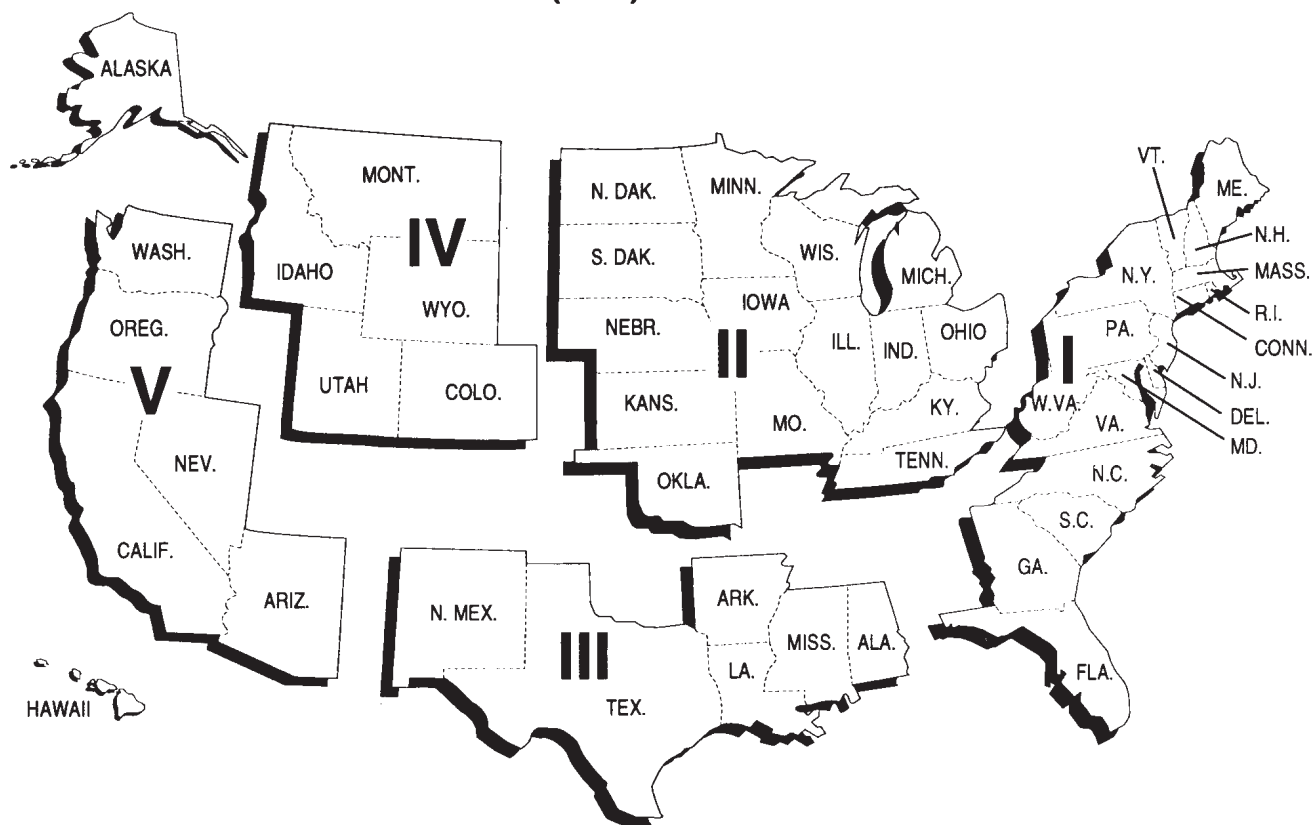 ALASKA
MONT.
IV
IDAHO
WYO.
UTAH
COLO.
WASH.
OREG.
V
NEV.
CALIF.
ARIZ.
HAWAII
N. DAK.
MINN.
S. DAK.
WIS.
MICH.
NEBR.
IOWA
II
ILL.
IND.
OHIO
KANS.
MO.
KY.
OKLA.
TENN.
N. MEX.
III
TEX.
ARK.
LA.
MISS.
ALA.
VT.
ME.
N.H.
N.Y.
MASS.
R.I.
PA.
CONN.
I
N.J.
W.VA.
DEL.
VA.
MD.
N.C.
S.C.
GA.
FLA.